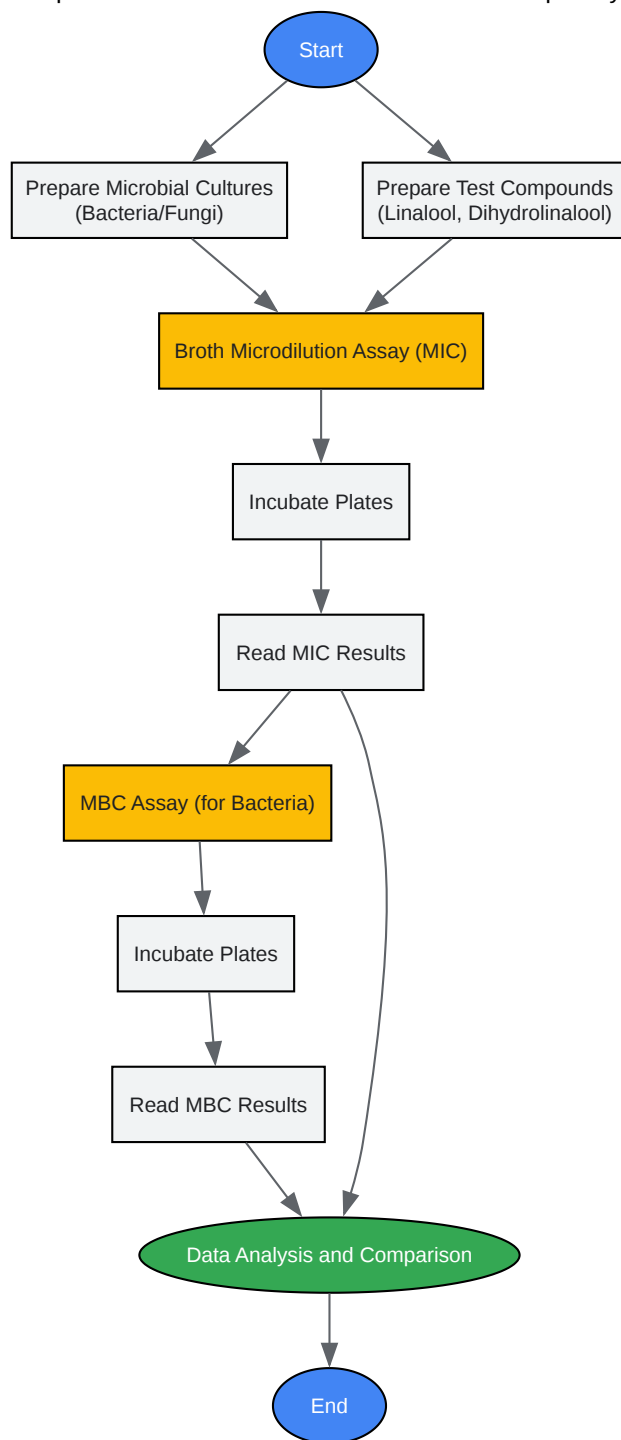 Start
Prepare Microbial Cultures
(Bacteria/Fungi)
Prepare Test Compounds
(Linalool, Dihydrolinalool)
Broth Microdilution Assay (MIC)
Incubate Plates
Read MIC Results
MBC Assay (for Bacteria)
Incubate Plates
Read MBC Results
Data Analysis and Comparison
End